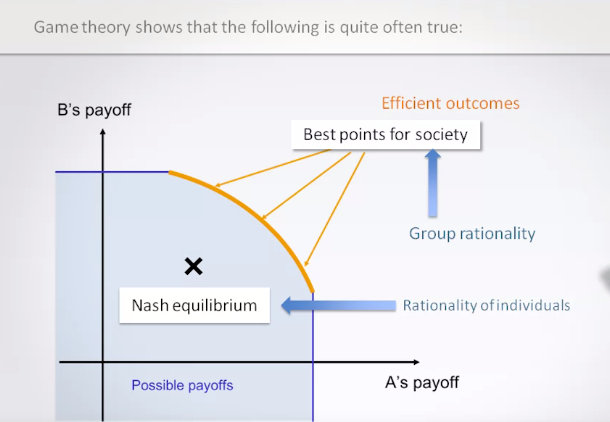 Game theory shows that the following is quite often true:
B's payoff
Efficient outcomes
Best points for society
Group rationality
Nash equilibrium
Rationality of individuals
Possible payoffs
A's payoff